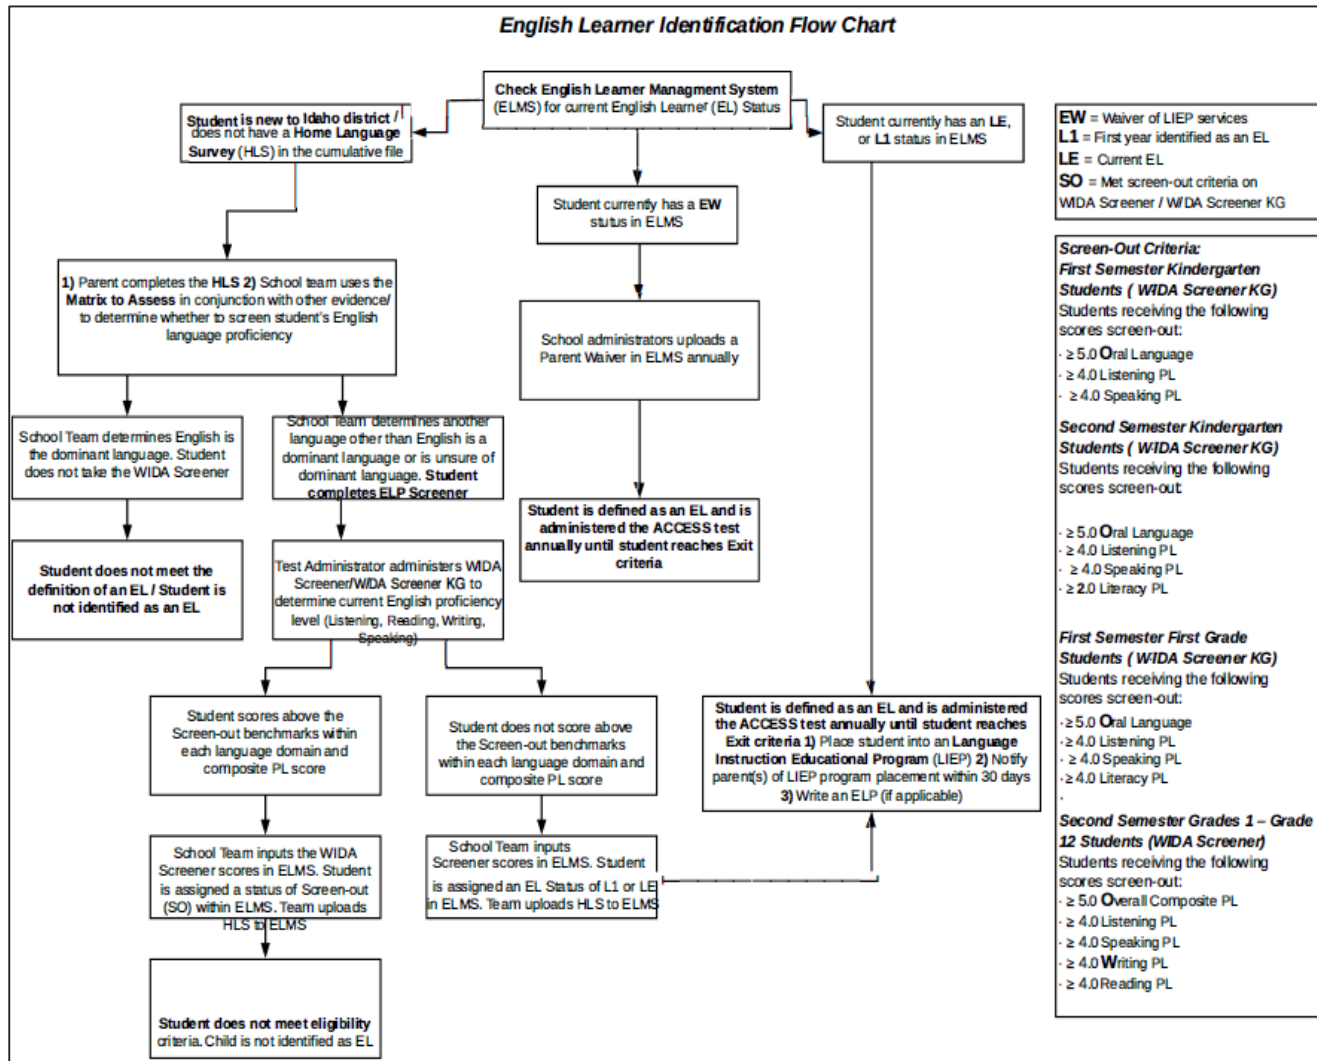 English Learner Identification Flow Chart
Check English Learner Managment System
(ELMS) for current English Learner (EL) Status
Student is new to Idaho district /
does not have a Home Language
Survey (HLS) in the cumulative file
Student currently has an LE,
or L1 status in ELMS
Student currently has a EW
status in ELMS
1) Parent completes the HLS 2) School team uses the
Matrix to Assess in conjunction with other evidence/
to determine whether to screen student's English
language proficiency
School administrators uploads a
Parent Waiver in ELMS annually
School Team determines English is
the dominant language. Student
does not take the WIDA Screener
School Team determines another
language other than English is a
dominant language or is unsure of
dominant language. Student
completes ELP Screener
Student is defined as an EL and is
administered the ACCESS test
annually until student reaches Exit
criteria
Student does not meet the
definition of an EL / Student is
not identified as an EL
Test Administrator administers WIDA
Screener/WIDA Screener KG to
determine current English proficiency
level (Listening, Reading, Writing,
Speaking)
Student scores above the
Screen-out benchmarks within
each language domain and
composite PL score
Student does not score above
the Screen-out benchmarks
within each language domain and
composite PL score
Student is defined as an EL and is administered
the ACCESS test annually until student reaches
Exit criteria 1) Place student into an Language
Instruction Educational Program (LIEP) 2) Notify
parent(s) of LIEP program placement within 30 days
3) Write an ELP (if applicable)
School Team inputs the WIDA
Screener scores in ELMS. Student
is assigned a status of Screen-out
(SO) within ELMS. Team uploads
HLS to ELMS
School Team inputs
Screener scores in ELMS. Student
is assigned an EL Status of L1 or LE
in ELMS. Team uploads HLS to ELMS
Student does not meet eligibility
criteria. Child is not identified as EL
EW = Waiver of LIEP services
L1 = First year identified as an EL
LE = Current EL
SO = Met screen-out criteria on
WIDA Screener / WIDA Screener KG
Screen-Out Criteria:
First Semester Kindergarten
Students ( WIDA Screener KG)
Students receiving the following
scores screen-out:
· ≥ 5.0 Oral Language
· ≥ 4.0 Listening PL
· ≥ 4.0 Speaking PL
Second Semester Kindergarten
Students ( WIDA Screener KG)
Students receiving the following
scores screen-out:
· ≥ 5.0 Oral Language
· ≥ 4.0 Listening PL
· ≥ 4.0 Speaking PL
· ≥ 2.0 Literacy PL
First Semester First Grade
Students ( WIDA Screener KG)
Students receiving the following
scores screen-out:
· ≥ 5.0 Oral Language
· ≥ 4.0 Listening PL
· ≥ 4.0 Speaking PL
· ≥ 4.0 Literacy PL
·
Second Semester Grades 1 – Grade
12 Students (WIDA Screener)
Students receiving the following
scores screen-out:
· ≥ 5.0 Overall Composite PL
· ≥ 4.0 Listening PL
· ≥ 4.0 Speaking PL
· ≥ 4.0 Writing PL
· ≥ 4.0 Reading PL